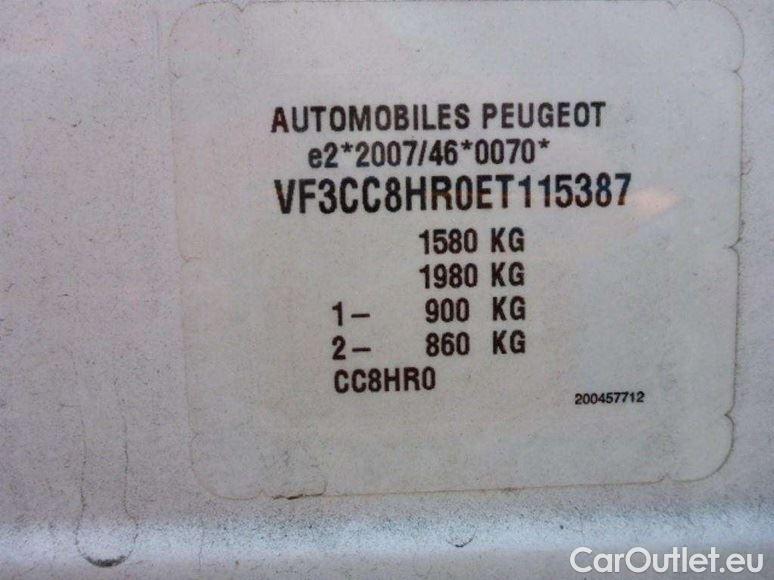 AUTOMOBILES PEUGEOT
e2*2007/46*0070*
VF3CC8HR0ET115387
1580 KG
1980 KG
1– 900 KG
2– 860 KG
CC8HR0
200457712
CarOutlet.eu